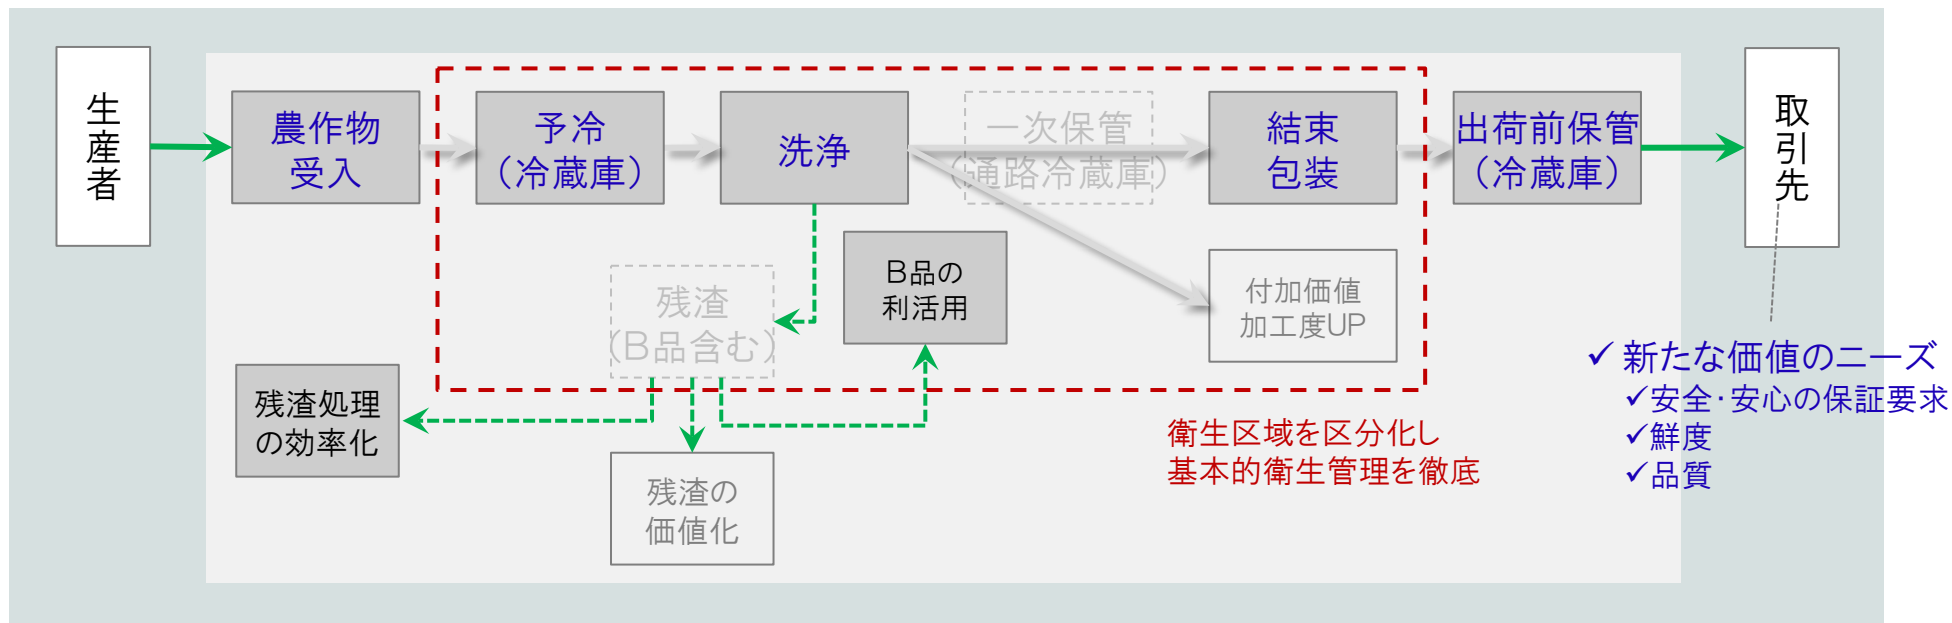 生産者
農作物
受入
予冷
（冷蔵庫）
洗浄
一次保管
（通路冷蔵庫）
結束
包装
出荷前保管
（冷蔵庫）
取引先
残渣
（B品含む）
B品の
利活用
付加価値
加工度UP
残渣処理
の効率化
残渣の
価値化
衛生区域を区分化し
基本的衛生管理を徹底
✓新たな価値のニーズ
✓安全・安心の保証要求
✓鮮度
✓品質